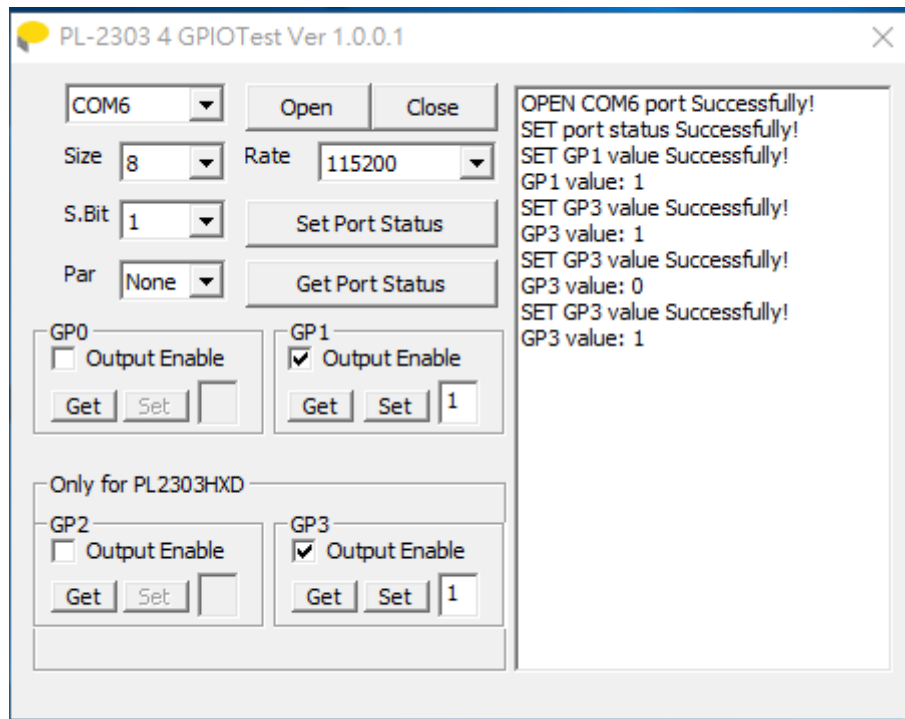 PL-2303 4 GPIOTest Ver 1.0.0.1
COM6 Open Close
Size 8 Rate 115200
S.Bit 1 Set Port Status
Par None Get Port Status
GP0 GP1
Output Enable Output Enable
Get Set Get Set 1
Only for PL2303HXD
GP2 GP3
Output Enable Output Enable
Get Set Get Set 1
OPEN COM6 port Successfully!
SET port status Successfully!
SET GP1 value Successfully!
GP1 value: 1
SET GP3 value Successfully!
GP3 value: 1
SET GP3 value Successfully!
GP3 value: 0
SET GP3 value Successfully!
GP3 value: 1